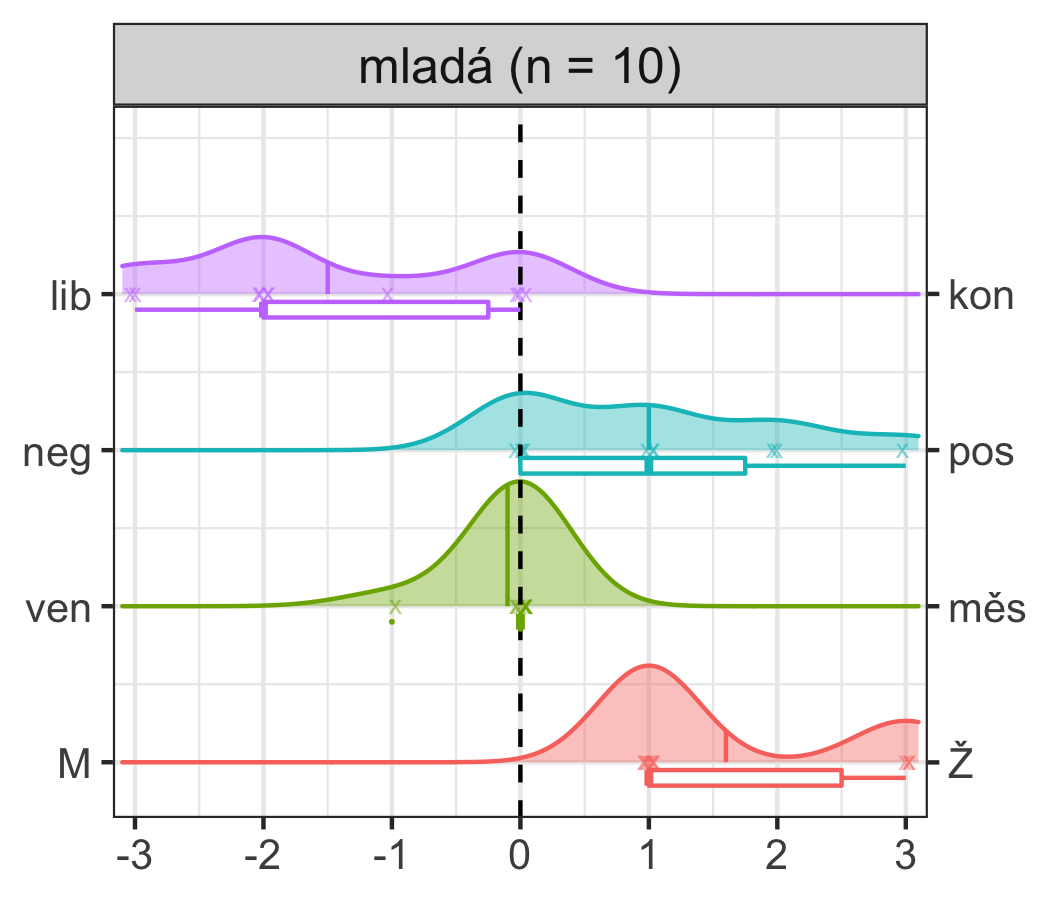 mladá (n = 10)
lib kon
neg pos
ven měs
M Ž
-3 -2 -1 0 1 2 3